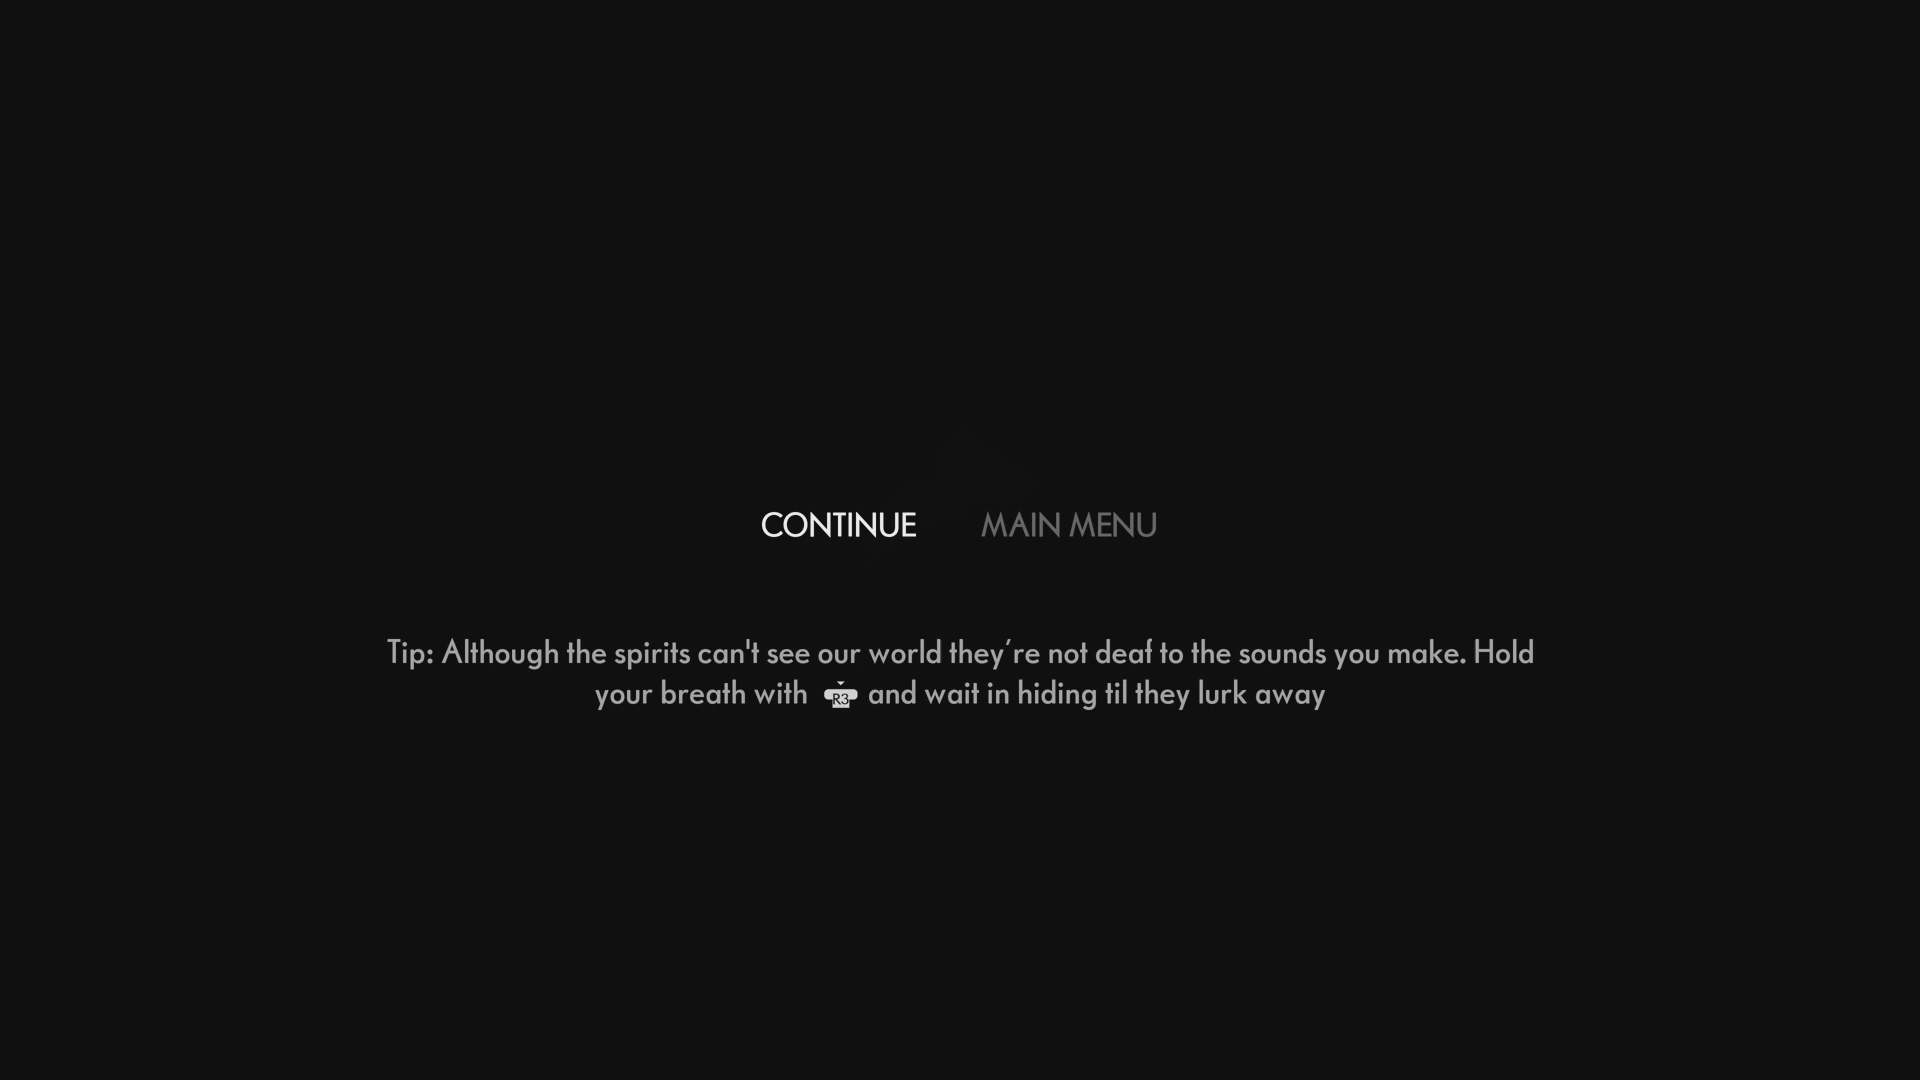 CONTINUE MAIN MENU
Tip: Although the spirits can't see our world they´re not deaf to the sounds you make. Hold
your breath with R3 and wait in hiding til they lurk away